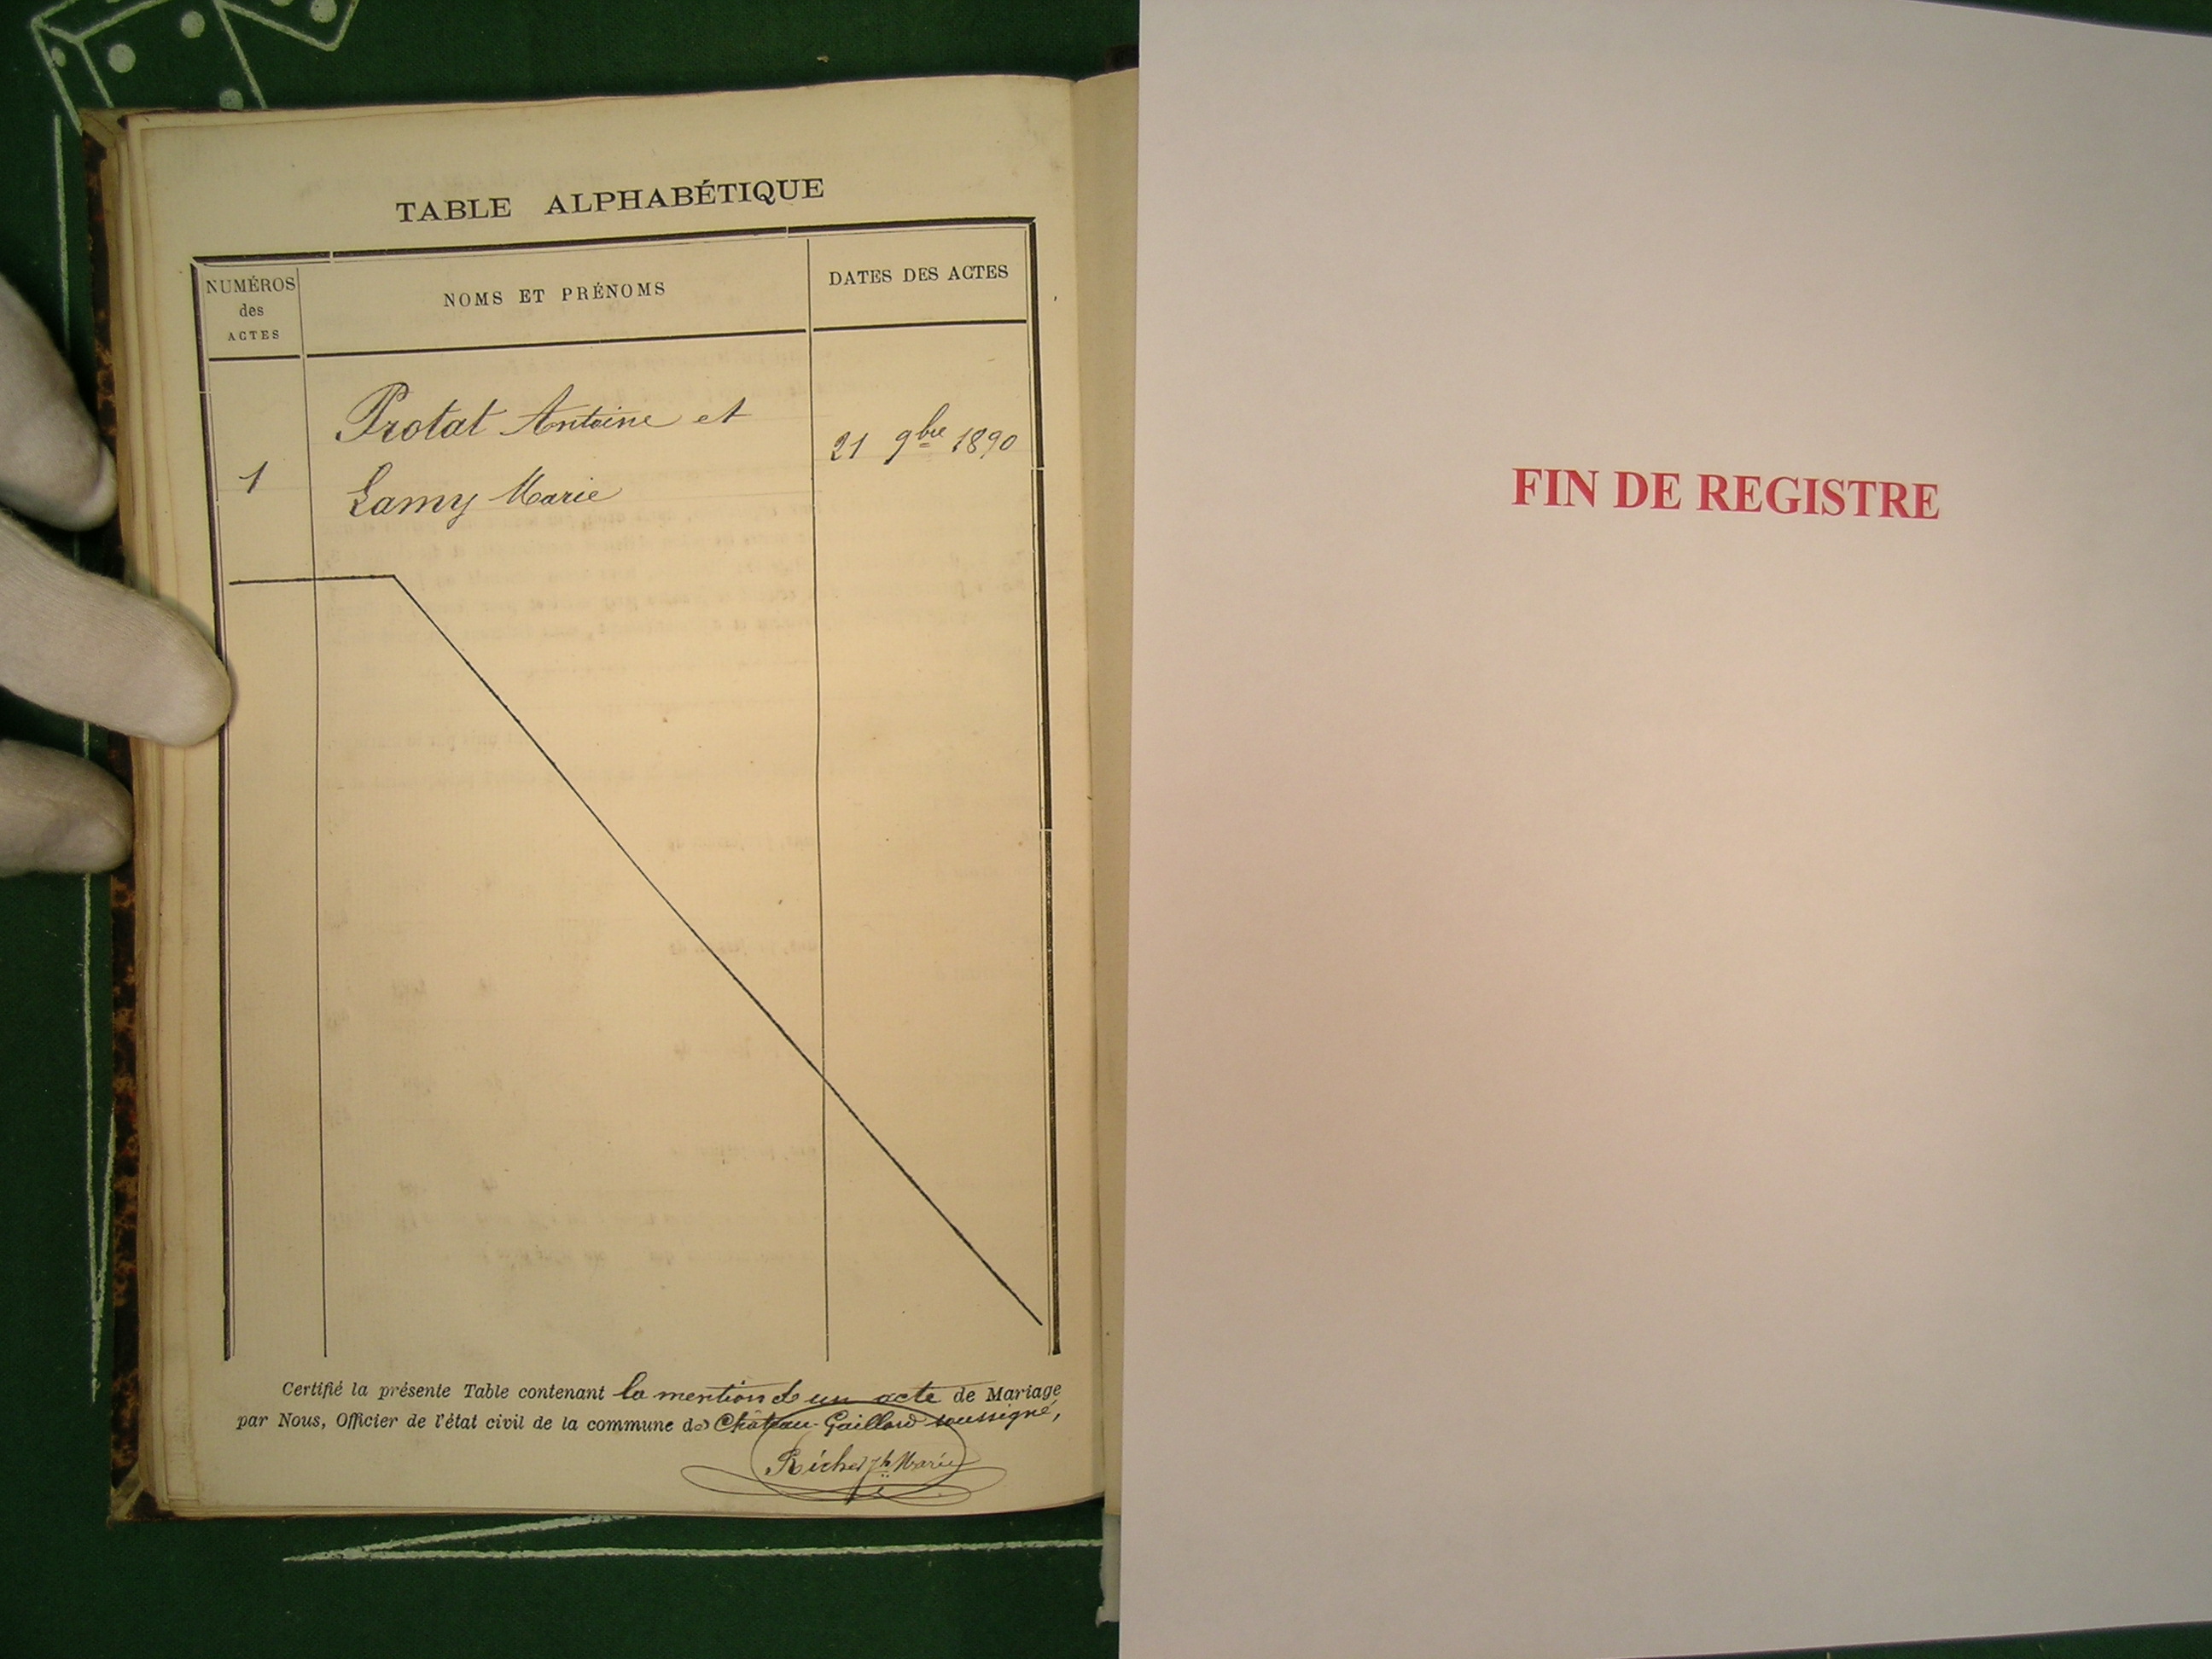 TABLE ALPHABÉTIQUE
NUMÉROS
des
ACTES
NOMS ET PRÉNOMS
DATES DES ACTES
1
Protat Antoine et
Lamy Marie
21 9bre 1890
Certifié la présente Table contenant la mention de un acte de Mariage
par Nous, Officier de l'état civil de la commune de Château-Gaillard soussigné,
FIN DE REGISTRE